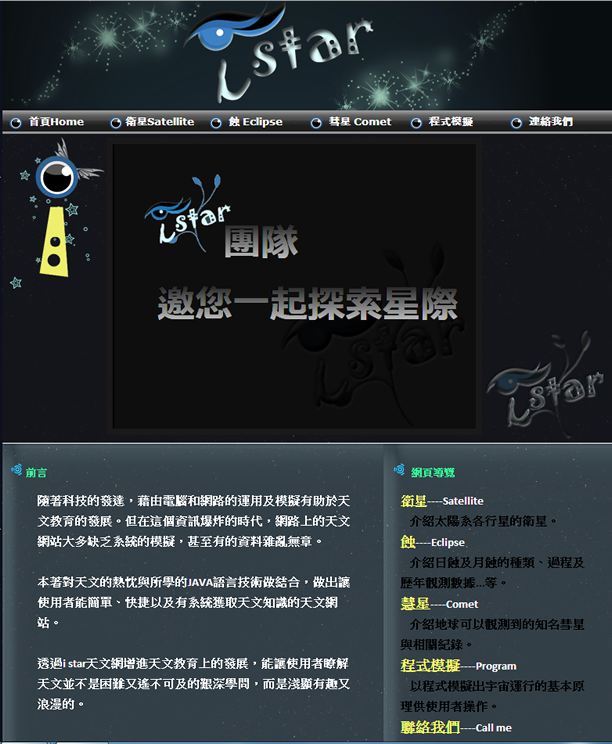 istar
首頁Home 衛星Satellite 蝕 Eclipse 彗星 Comet 程式模擬 連絡我們
istar
團隊
邀您一起探索星際
istar
istar
前言
隨著科技的發達，藉由電腦和網路的運用及模擬有助於天
文教育的發展。但在這個資訊爆炸的時代，網路上的天文
網站大多缺乏系統的模擬，甚至有的資料雜亂無章。
本著對天文的熱忱與所學的JAVA語言技術做結合，做出讓
使用者能簡單、快捷以及有系統獲取天文知識的天文網
站。
透過i star天文網增進天文教育上的發展，能讓使用者瞭解
天文並不是困難又遙不可及的艱深學問，而是淺顯有趣又
浪漫的。
網頁導覽
衛星----Satellite
介紹太陽系各行星的衛星。
蝕----Eclipse
介紹日蝕及月蝕的種類、過程及
歷年觀測數據...等。
彗星----Comet
介紹地球可以觀測到的知名彗星
與相關紀錄。
程式模擬----Program
以程式模擬出宇宙運行的基本原
理供使用者操作。
聯絡我們----Call me